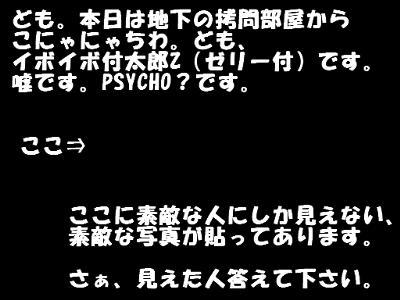 ども。本日は地下の拷問部屋から
こにゃにゃちわ。ども、
イボイボ付太郎Z（ゼリー付）です。
嘘です。PSYCHO？です。
ここ⇒
ここに素敵な人にしか見えない、
素敵な写真が貼ってあります。
さぁ、見えた人答えて下さい。